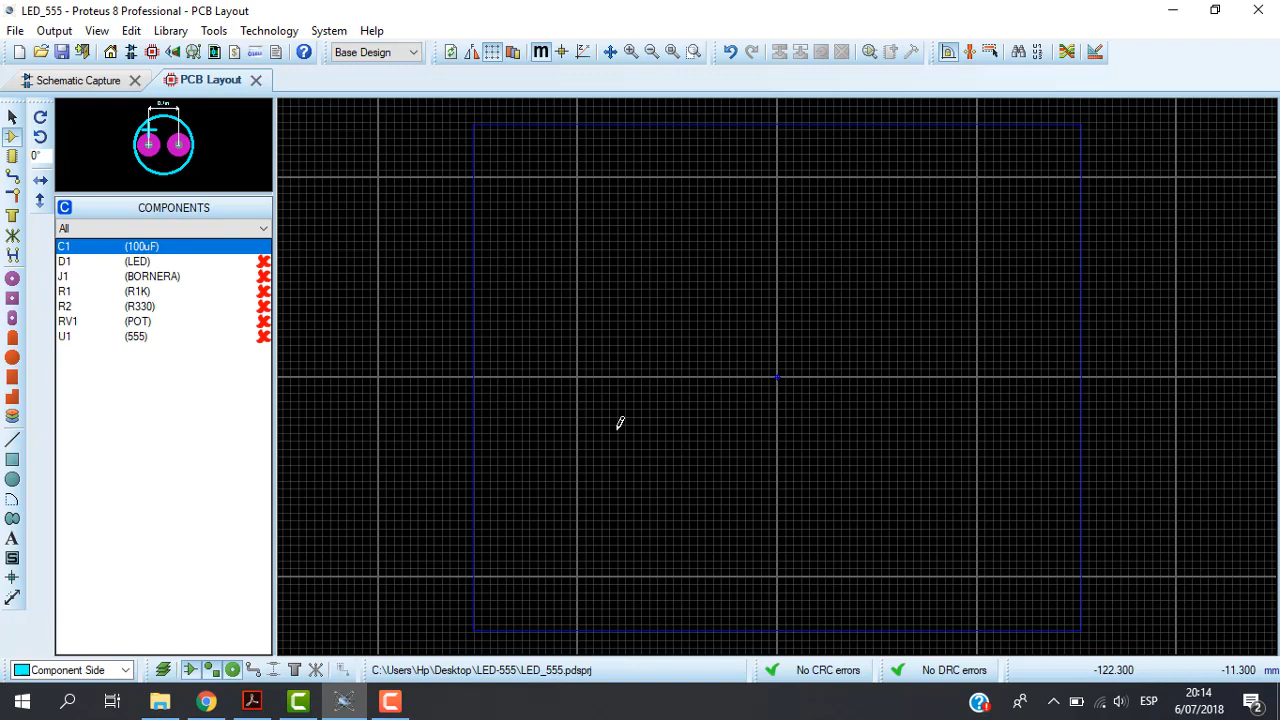 LED_555 - Proteus 8 Professional - PCB Layout
File Output View Edit Library Tools Technology System Help
Base Design
m
Schematic Capture
PCB Layout
0°
C COMPONENTS
All
C1 (100uF)
D1 (LED)
J1 (BORNERA)
R1 (R1K)
R2 (R330)
RV1 (POT)
U1 (555)
A
S
Component Side
C:\Users\Hp\Desktop\LED-555\LED_555.pdsprj
No CRC errors
No DRC errors
-122.300
-11.300
mm
ESP
20:14
6/07/2018
2